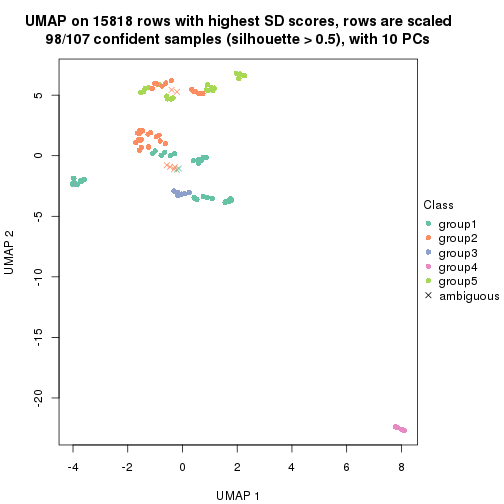 UMAP on 15818 rows with highest SD scores, rows are scaled
98/107 confident samples (silhouette > 0.5), with 10 PCs
5
0
-5
-10
-15
-20
UMAP 2
-4 -2 0 2 4 6 8
UMAP 1
Class
group1
group2
group3
group4
group5
ambiguous